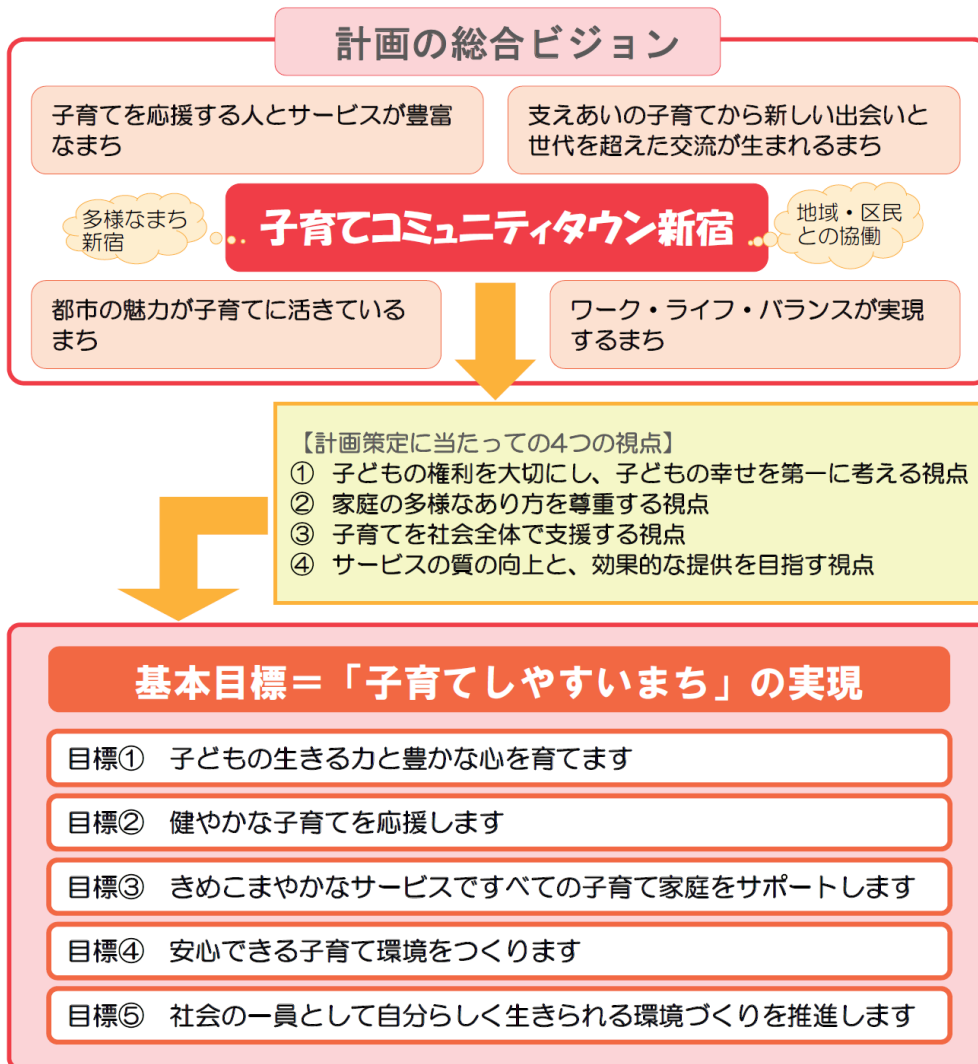 計画の総合ビジョン
子育てを応援する人とサービスが豊富
なまち
支えあいの子育てから新しい出会いと
世代を超えた交流が生まれるまち
多様なまち
新宿
子育てコミュニティタウン新宿
地域・区民
との協働
都市の魅力が子育てに活きている
まち
ワーク・ライフ・バランスが実現
するまち
【計画策定に当たっての4つの視点】
① 子どもの権利を大切にし、子どもの幸せを第一に考える視点
② 家庭の多様なあり方を尊重する視点
③ 子育てを社会全体で支援する視点
④ サービスの質の向上と、効果的な提供を目指す視点
基本目標＝「子育てしやすいまち」の実現
目標① 子どもの生きる力と豊かな心を育てます
目標② 健やかな子育てを応援します
目標③ きめこまやかなサービスですべての子育て家庭をサポートします
目標④ 安心できる子育て環境をつくります
目標⑤ 社会の一員として自分らしく生きられる環境づくりを推進します